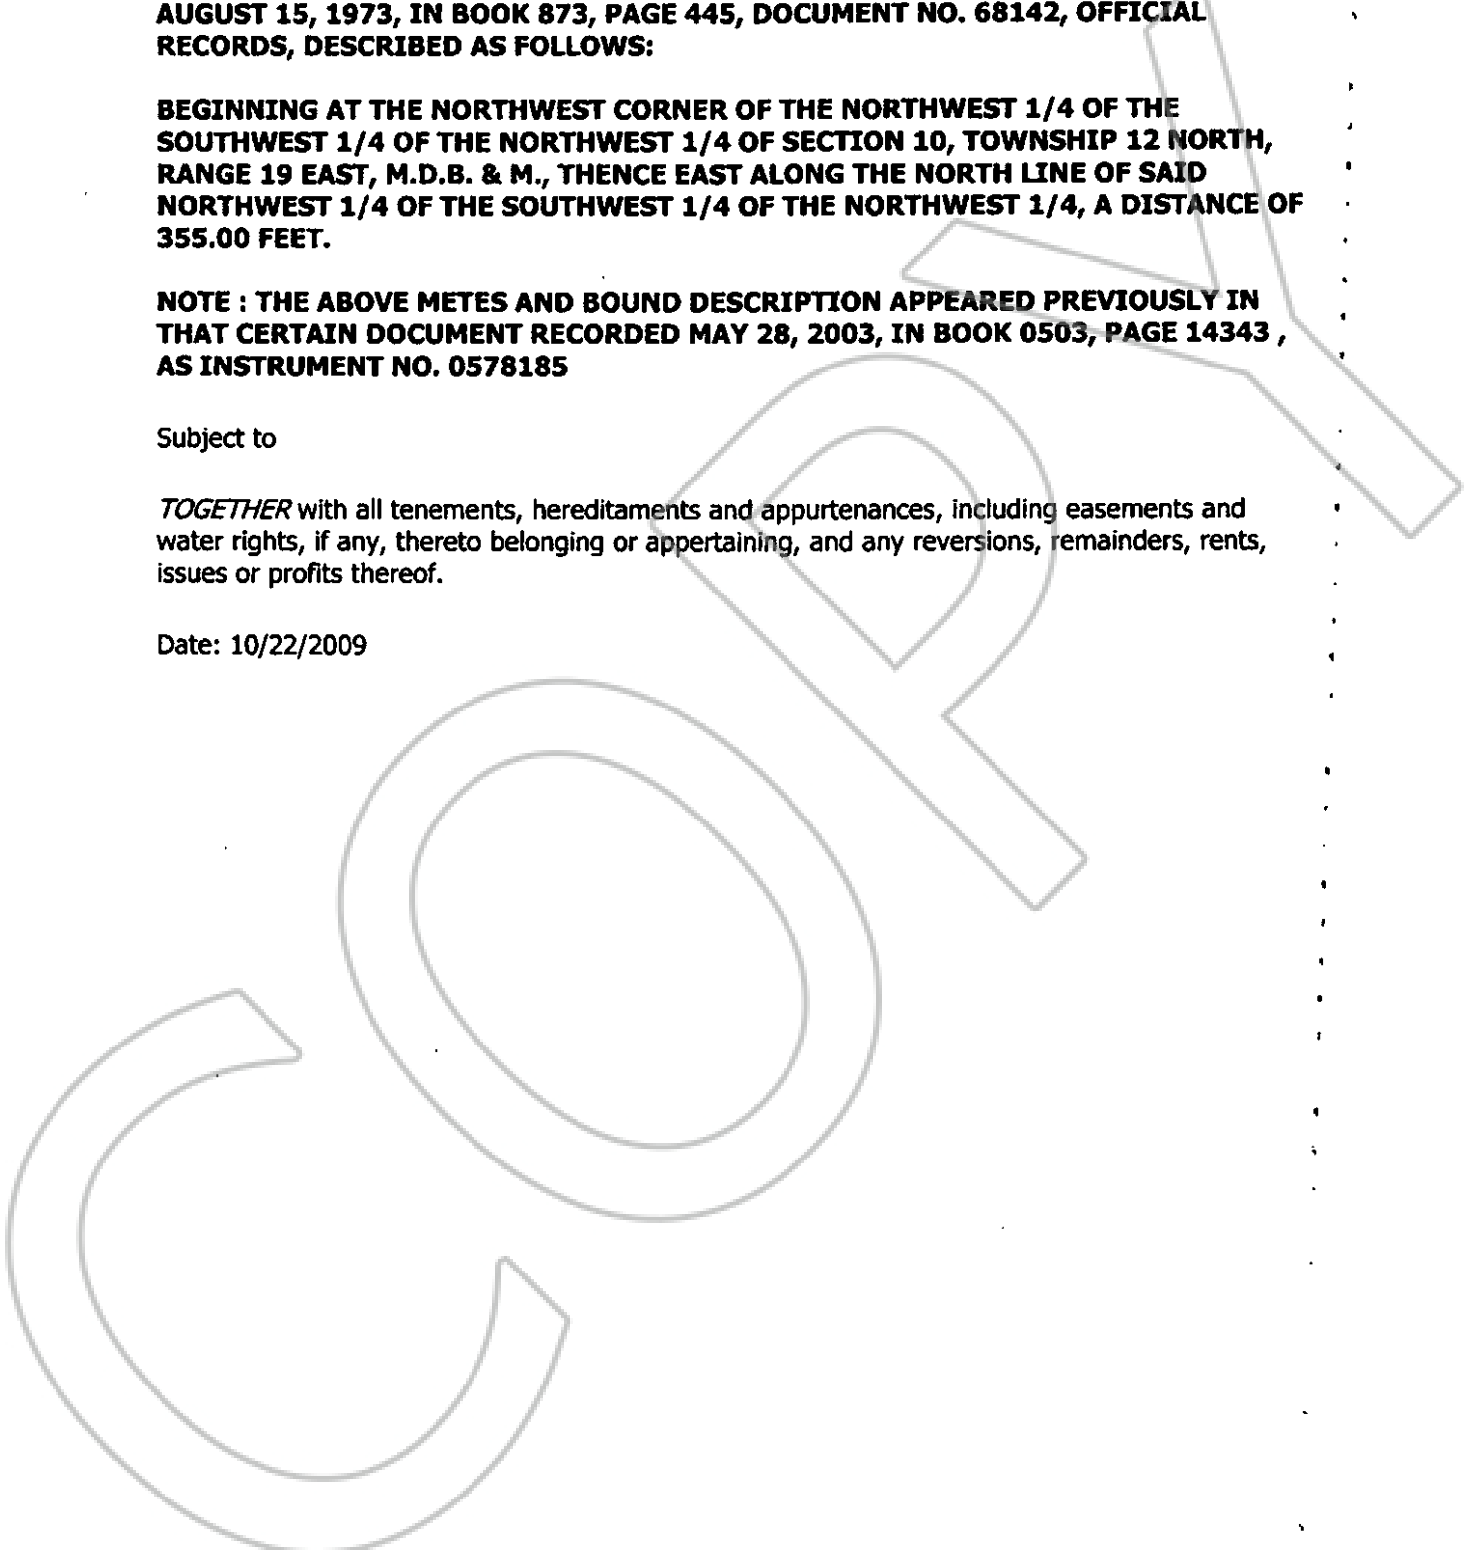 AUGUST 15, 1973, IN BOOK 873, PAGE 445, DOCUMENT NO. 68142, OFFICIAL
RECORDS, DESCRIBED AS FOLLOWS:
BEGINNING AT THE NORTHWEST CORNER OF THE NORTHWEST 1/4 OF THE
SOUTHWEST 1/4 OF THE NORTHWEST 1/4 OF SECTION 10, TOWNSHIP 12 NORTH,
RANGE 19 EAST, M.D.B. & M., THENCE EAST ALONG THE NORTH LINE OF SAID
NORTHWEST 1/4 OF THE SOUTHWEST 1/4 OF THE NORTHWEST 1/4, A DISTANCE OF
355.00 FEET.
NOTE : THE ABOVE METES AND BOUND DESCRIPTION APPEARED PREVIOUSLY IN
THAT CERTAIN DOCUMENT RECORDED MAY 28, 2003, IN BOOK 0503, PAGE 14343 ,
AS INSTRUMENT NO. 0578185
Subject to
TOGETHER with all tenements, hereditaments and appurtenances, including easements and
water rights, if any, thereto belonging or appertaining, and any reversions, remainders, rents,
issues or profits thereof.
Date: 10/22/2009
COPY